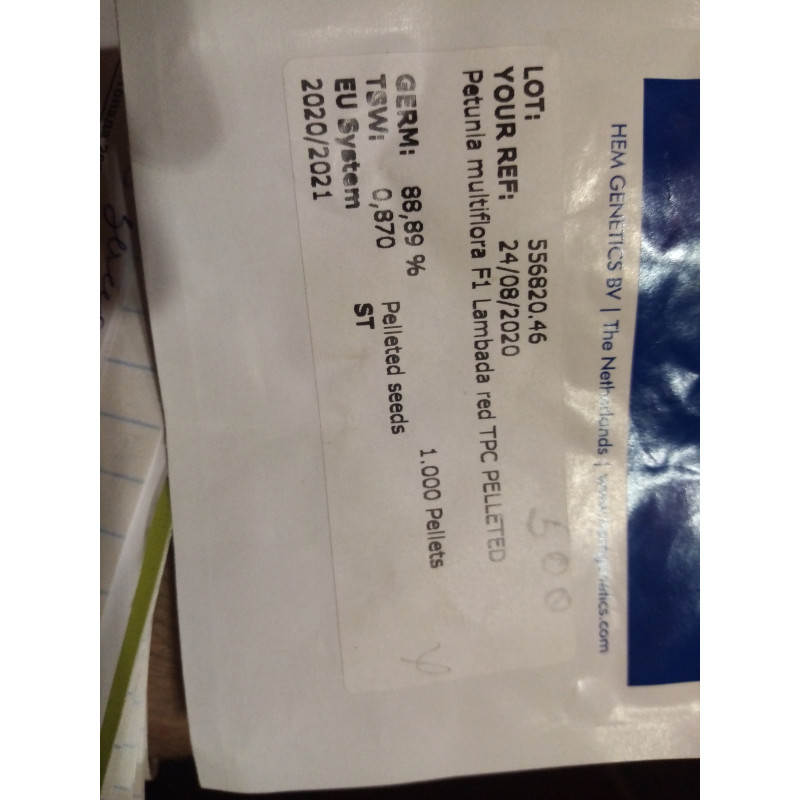 HEM GENETICS BV | The Netherlands |
LOT: 556820.46
YOUR REF: 24/08/2020
Petunia multiflora F1 Lambada red TPC PELLETED
1.000 Pellets
GERM: 88,89 % Pelleted seeds
TSW: 0,870 ST
EU System
2020/2021
500